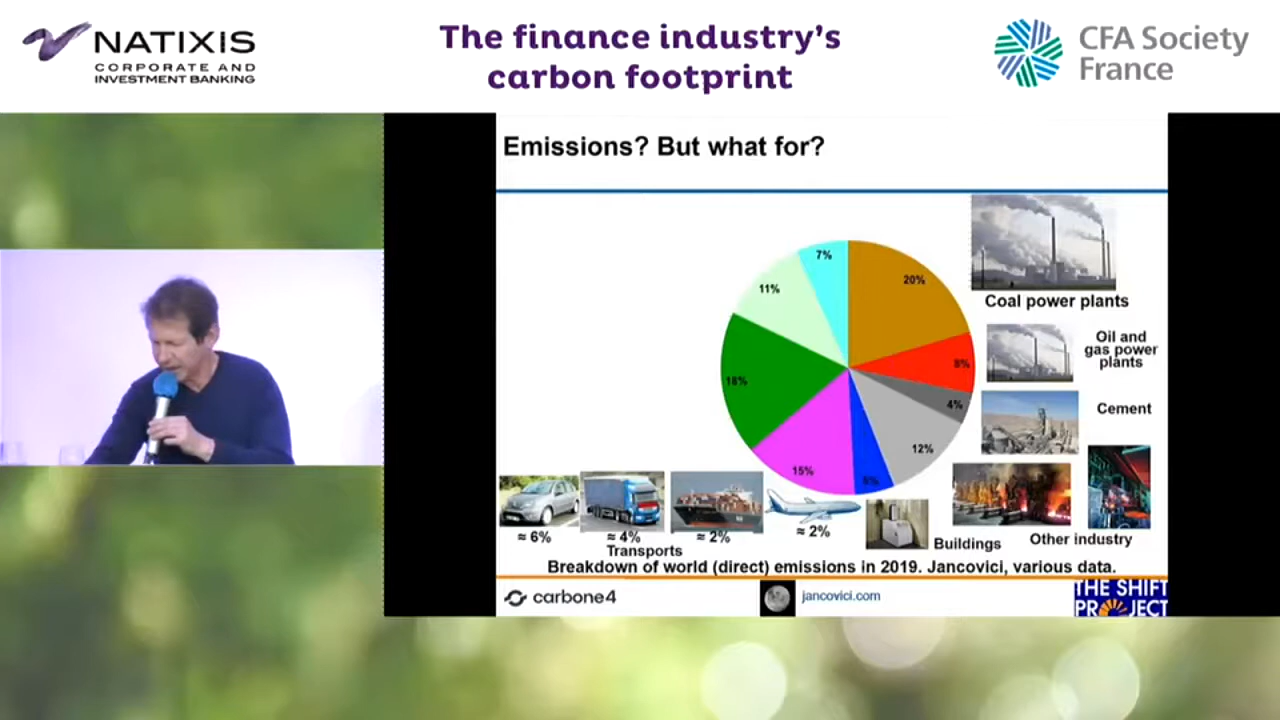 NATIXIS
CORPORATE AND
INVESTMENT BANKING
The finance industry's
carbon footprint
CFA Society
France
Emissions? But what for?
7%
20%
11%
8%
18%
4%
12%
15%
Coal power plants
Oil and
gas power
plants
Cement
Other industry
Buildings
≈ 6%
≈ 4%
≈ 2%
≈ 2%
Transports
Breakdown of world (direct) emissions in 2019. Jancovici, various data.
carbone4
jancovici.com
THE SHIFT
PROJECT